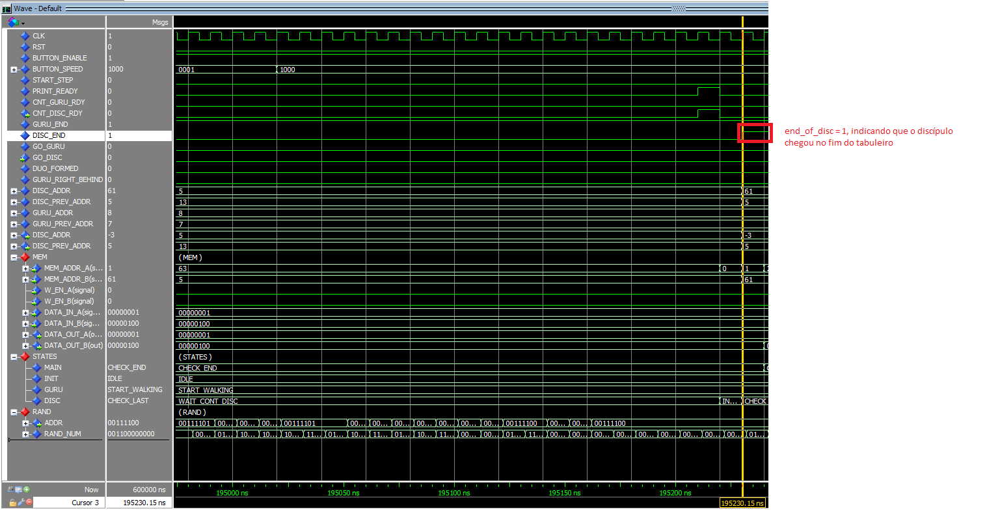 Wave - Default
Msgs
CLK 1
RST 0
BUTTON_ENABLE 1
BUTTON_SPEED 1000 0001 1000
START_STEP 0
PRINT_READY 0
CNT_GURU_RDY 0
CNT_DISC_RDY 0
GURU_END 1
DISC_END 1
end_of_disc = 1, indicando que o discípulo
chegou no fim do tabuleiro
GO_GURU 0
GO_DISC 0
DUO_FORMED 0
GURU_RIGHT_BEHIND 0
DISC_ADDR 61 5 61
DISC_PREV_ADDR 5 13 5
GURU_ADDR 8 8
GURU_PREV_ADDR 7 7
DISC_ADDR -3 5 -3
DISC_PREV_ADDR 5 13 5
MEM ( MEM )
MEM_ADDR_A(s... 1 63 0 1
MEM_ADDR_B(s... 61 5 61
W_EN_A(signal) 0
W_EN_B(signal) 0
DATA_IN_A(sig... 00000001 00000001
DATA_IN_B(sig... 00000100 00000100
DATA_OUT_A(o... 00000001 00000001
DATA_OUT_B(out) 00000100 00000100
STATES ( STATES )
MAIN CHECK_END CHECK_END
INIT IDLE IDLE
GURU START_WALKING START_WALKING
DISC CHECK_LAST WAIT_CONT_DISC IN... CHECK
RAND ( RAND )
ADDR 00111100 00111101 00... 00... 00... 00111101 00... 00... 00... 00... 00... 00... 00... 00111100 00... 00... 00111100
RAND_NUM 001100000000 00... 01... 10... 10... 10... 11... 01... 10... 11... 01... 10... 11... 00... 00... 01... 11... 00... 00... 00... 00... 00... 00... 00... 00... 00... 01...
Now 600000 ns 195000 ns 195050 ns 195100 ns 195150 ns 195200 ns
Cursor 3 195230.15 ns 195230.15 ns